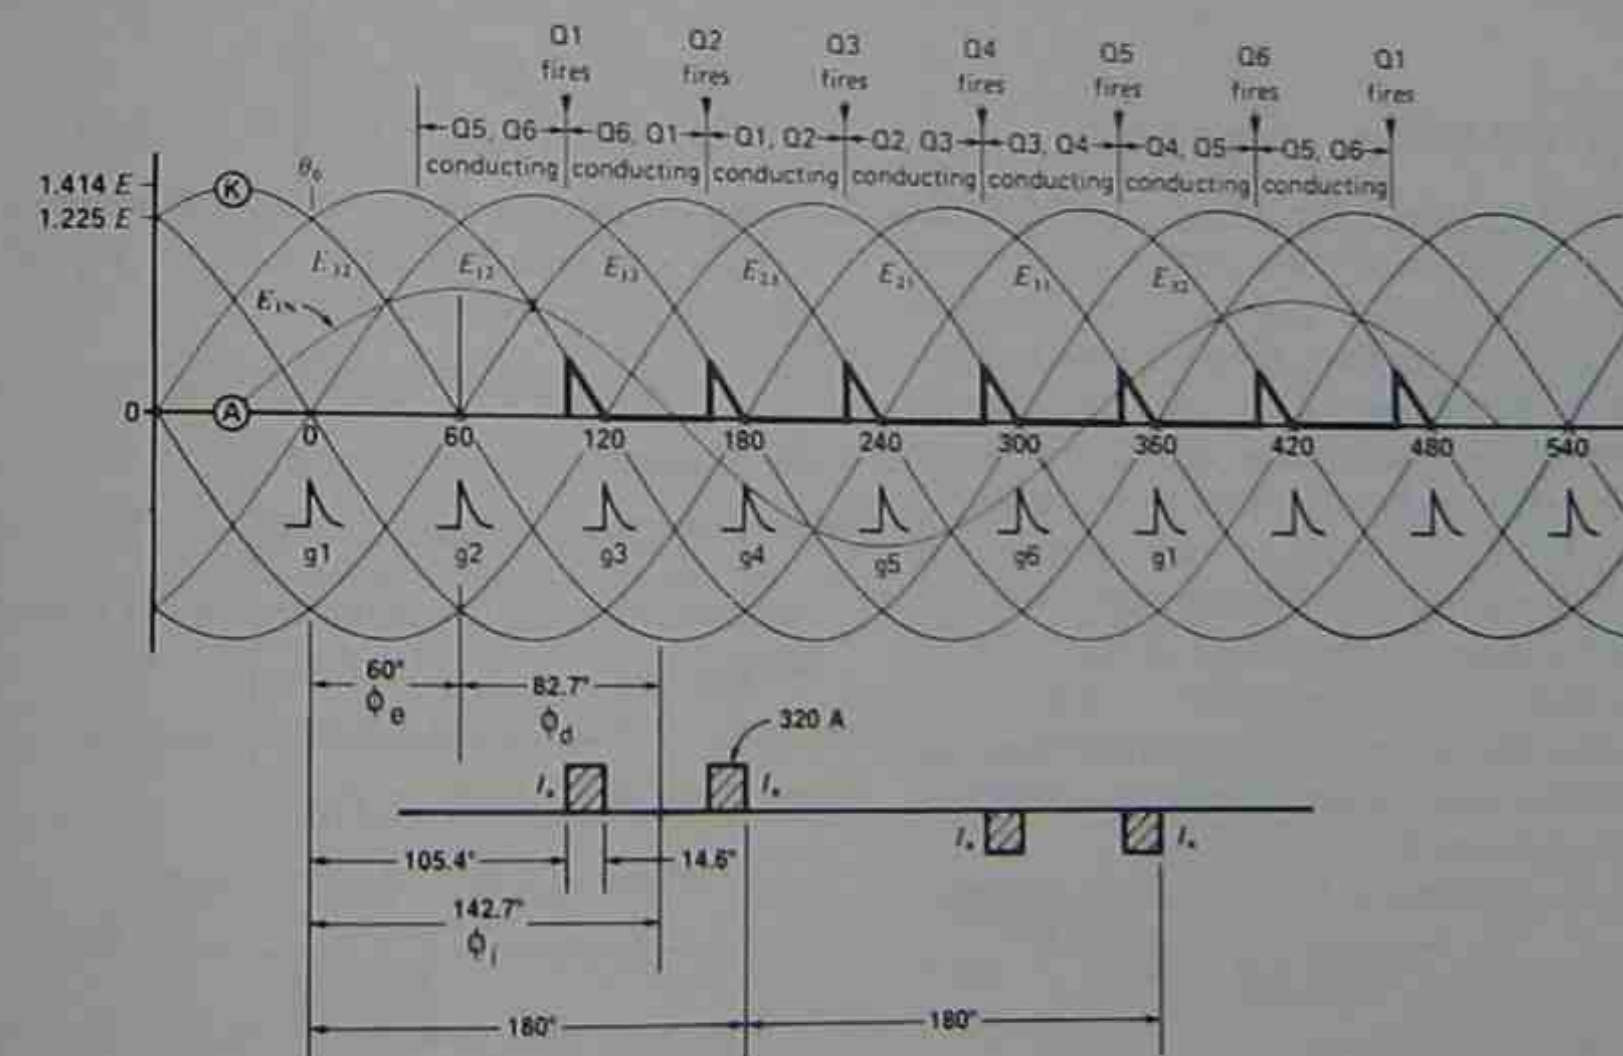 Q1 fires
Q2 fires
Q3 fires
Q4 fires
Q5 fires
Q6 fires
Q1 fires
Q5, Q6 conducting
Q6, Q1 conducting
Q1, Q2 conducting
Q2, Q3 conducting
Q3, Q4 conducting
Q4, Q5 conducting
Q5, Q6 conducting
1.414 E
1.225 E
K
E12
E13
E23
E21
E32
A
0
0
60
120
180
240
300
360
420
480
540
g1
g2
g3
g4
g5
g6
g1
60°
ϕe
82.7°
ϕd
320 A
105.4°
14.6°
142.7°
ϕi
180°
180°